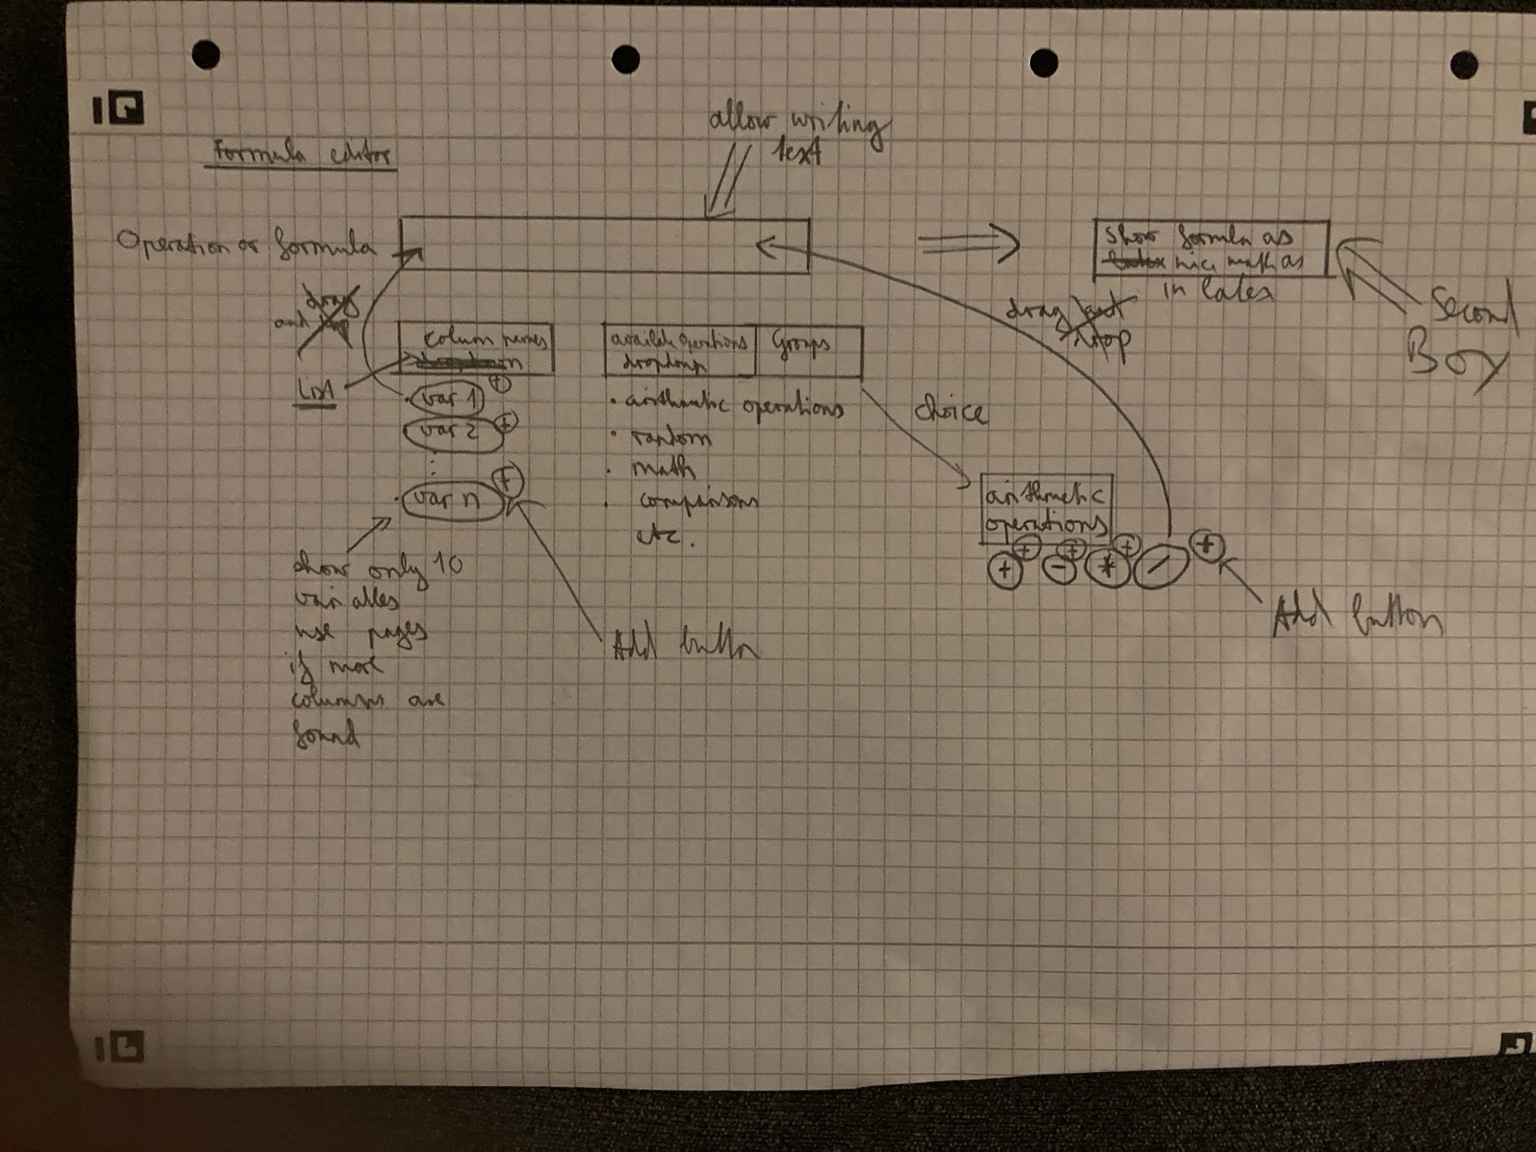 Formula editor
allow writing
text
Operation or formula
Show formula as
nice math as
in latex
Second
Box
drag
and drop
drag and
drop
column names
dropdown
List
available operations
dropdown
Groups
var 1 +
var 2 +
⋮
var n +
• arithmetic operations
• random
• math
• comparisons
etc.
choice
arithmetic
operations
+ + - + * + / +
show only 10
variables
use pages
if more
columns are
found
Add button
Add button